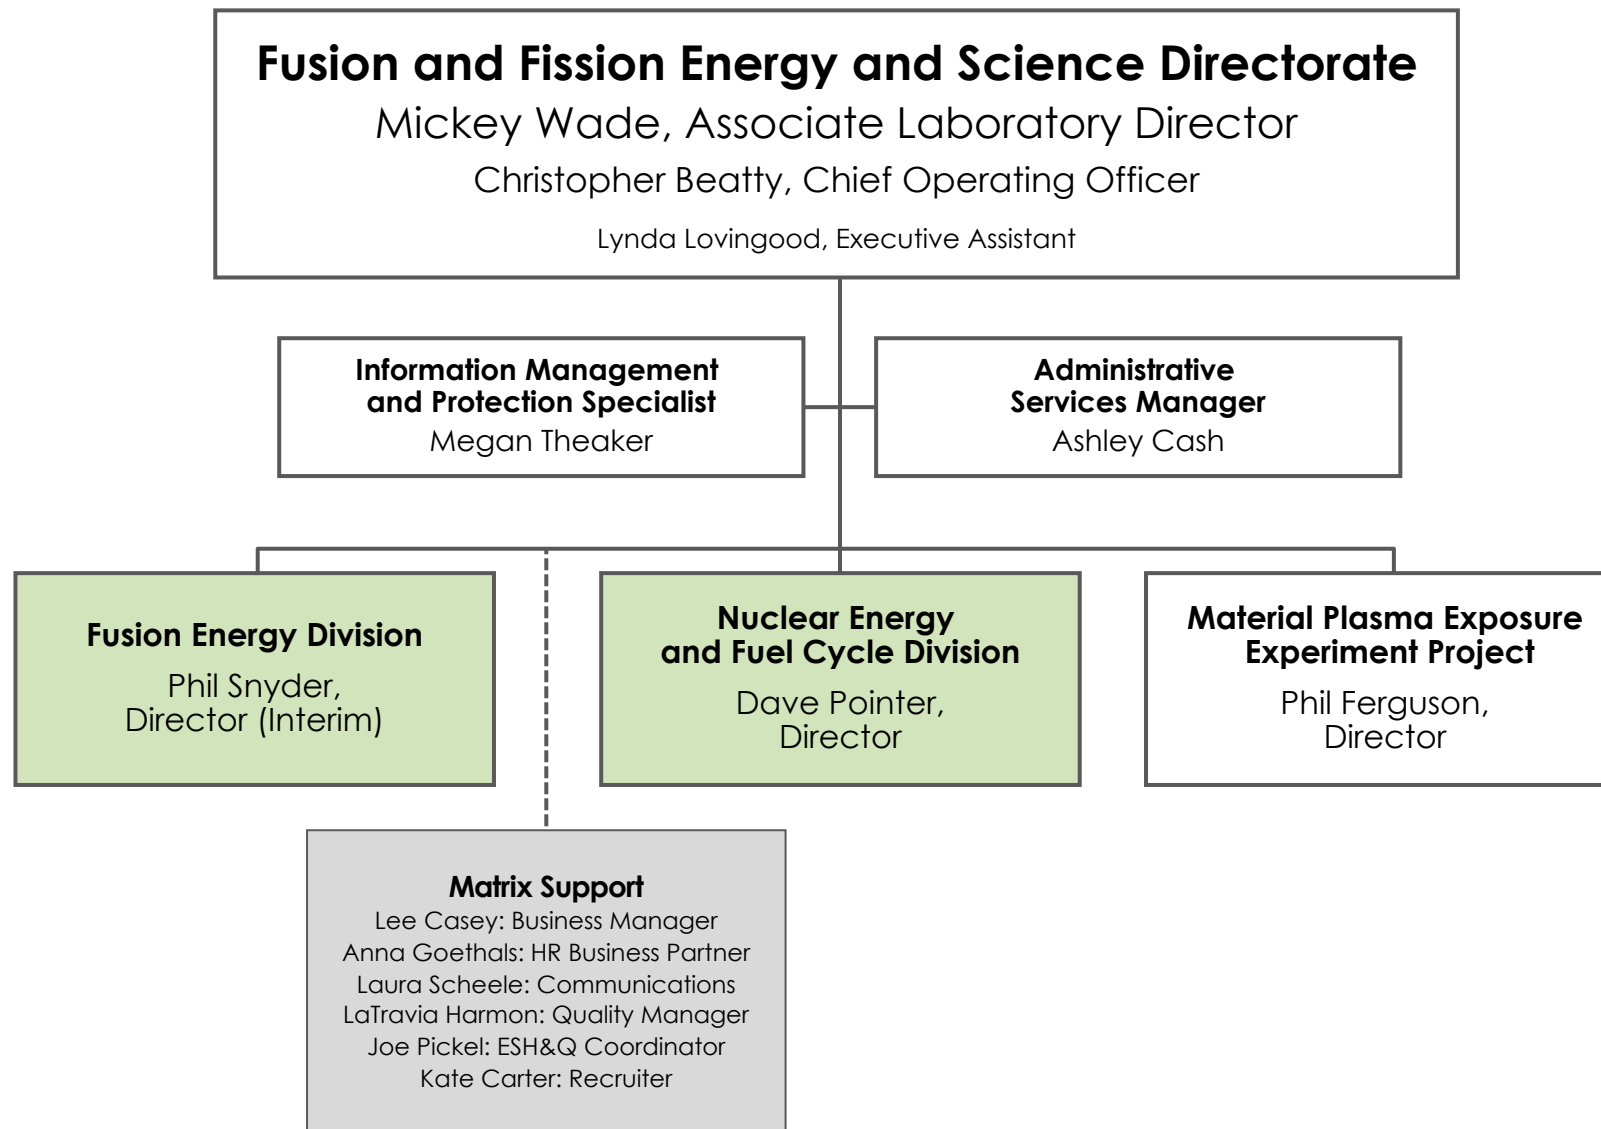 Fusion and Fission Energy and Science Directorate
Mickey Wade, Associate Laboratory Director
Christopher Beatty, Chief Operating Officer
Lynda Lovingood, Executive Assistant
Information Management
and Protection Specialist
Megan Theaker
Administrative
Services Manager
Ashley Cash
Fusion Energy Division
Phil Snyder,
Director (Interim)
Nuclear Energy
and Fuel Cycle Division
Dave Pointer,
Director
Material Plasma Exposure
Experiment Project
Phil Ferguson,
Director
Matrix Support
Lee Casey: Business Manager
Anna Goethals: HR Business Partner
Laura Scheele: Communications
LaTravia Harmon: Quality Manager
Joe Pickel: ESH&Q Coordinator
Kate Carter: Recruiter